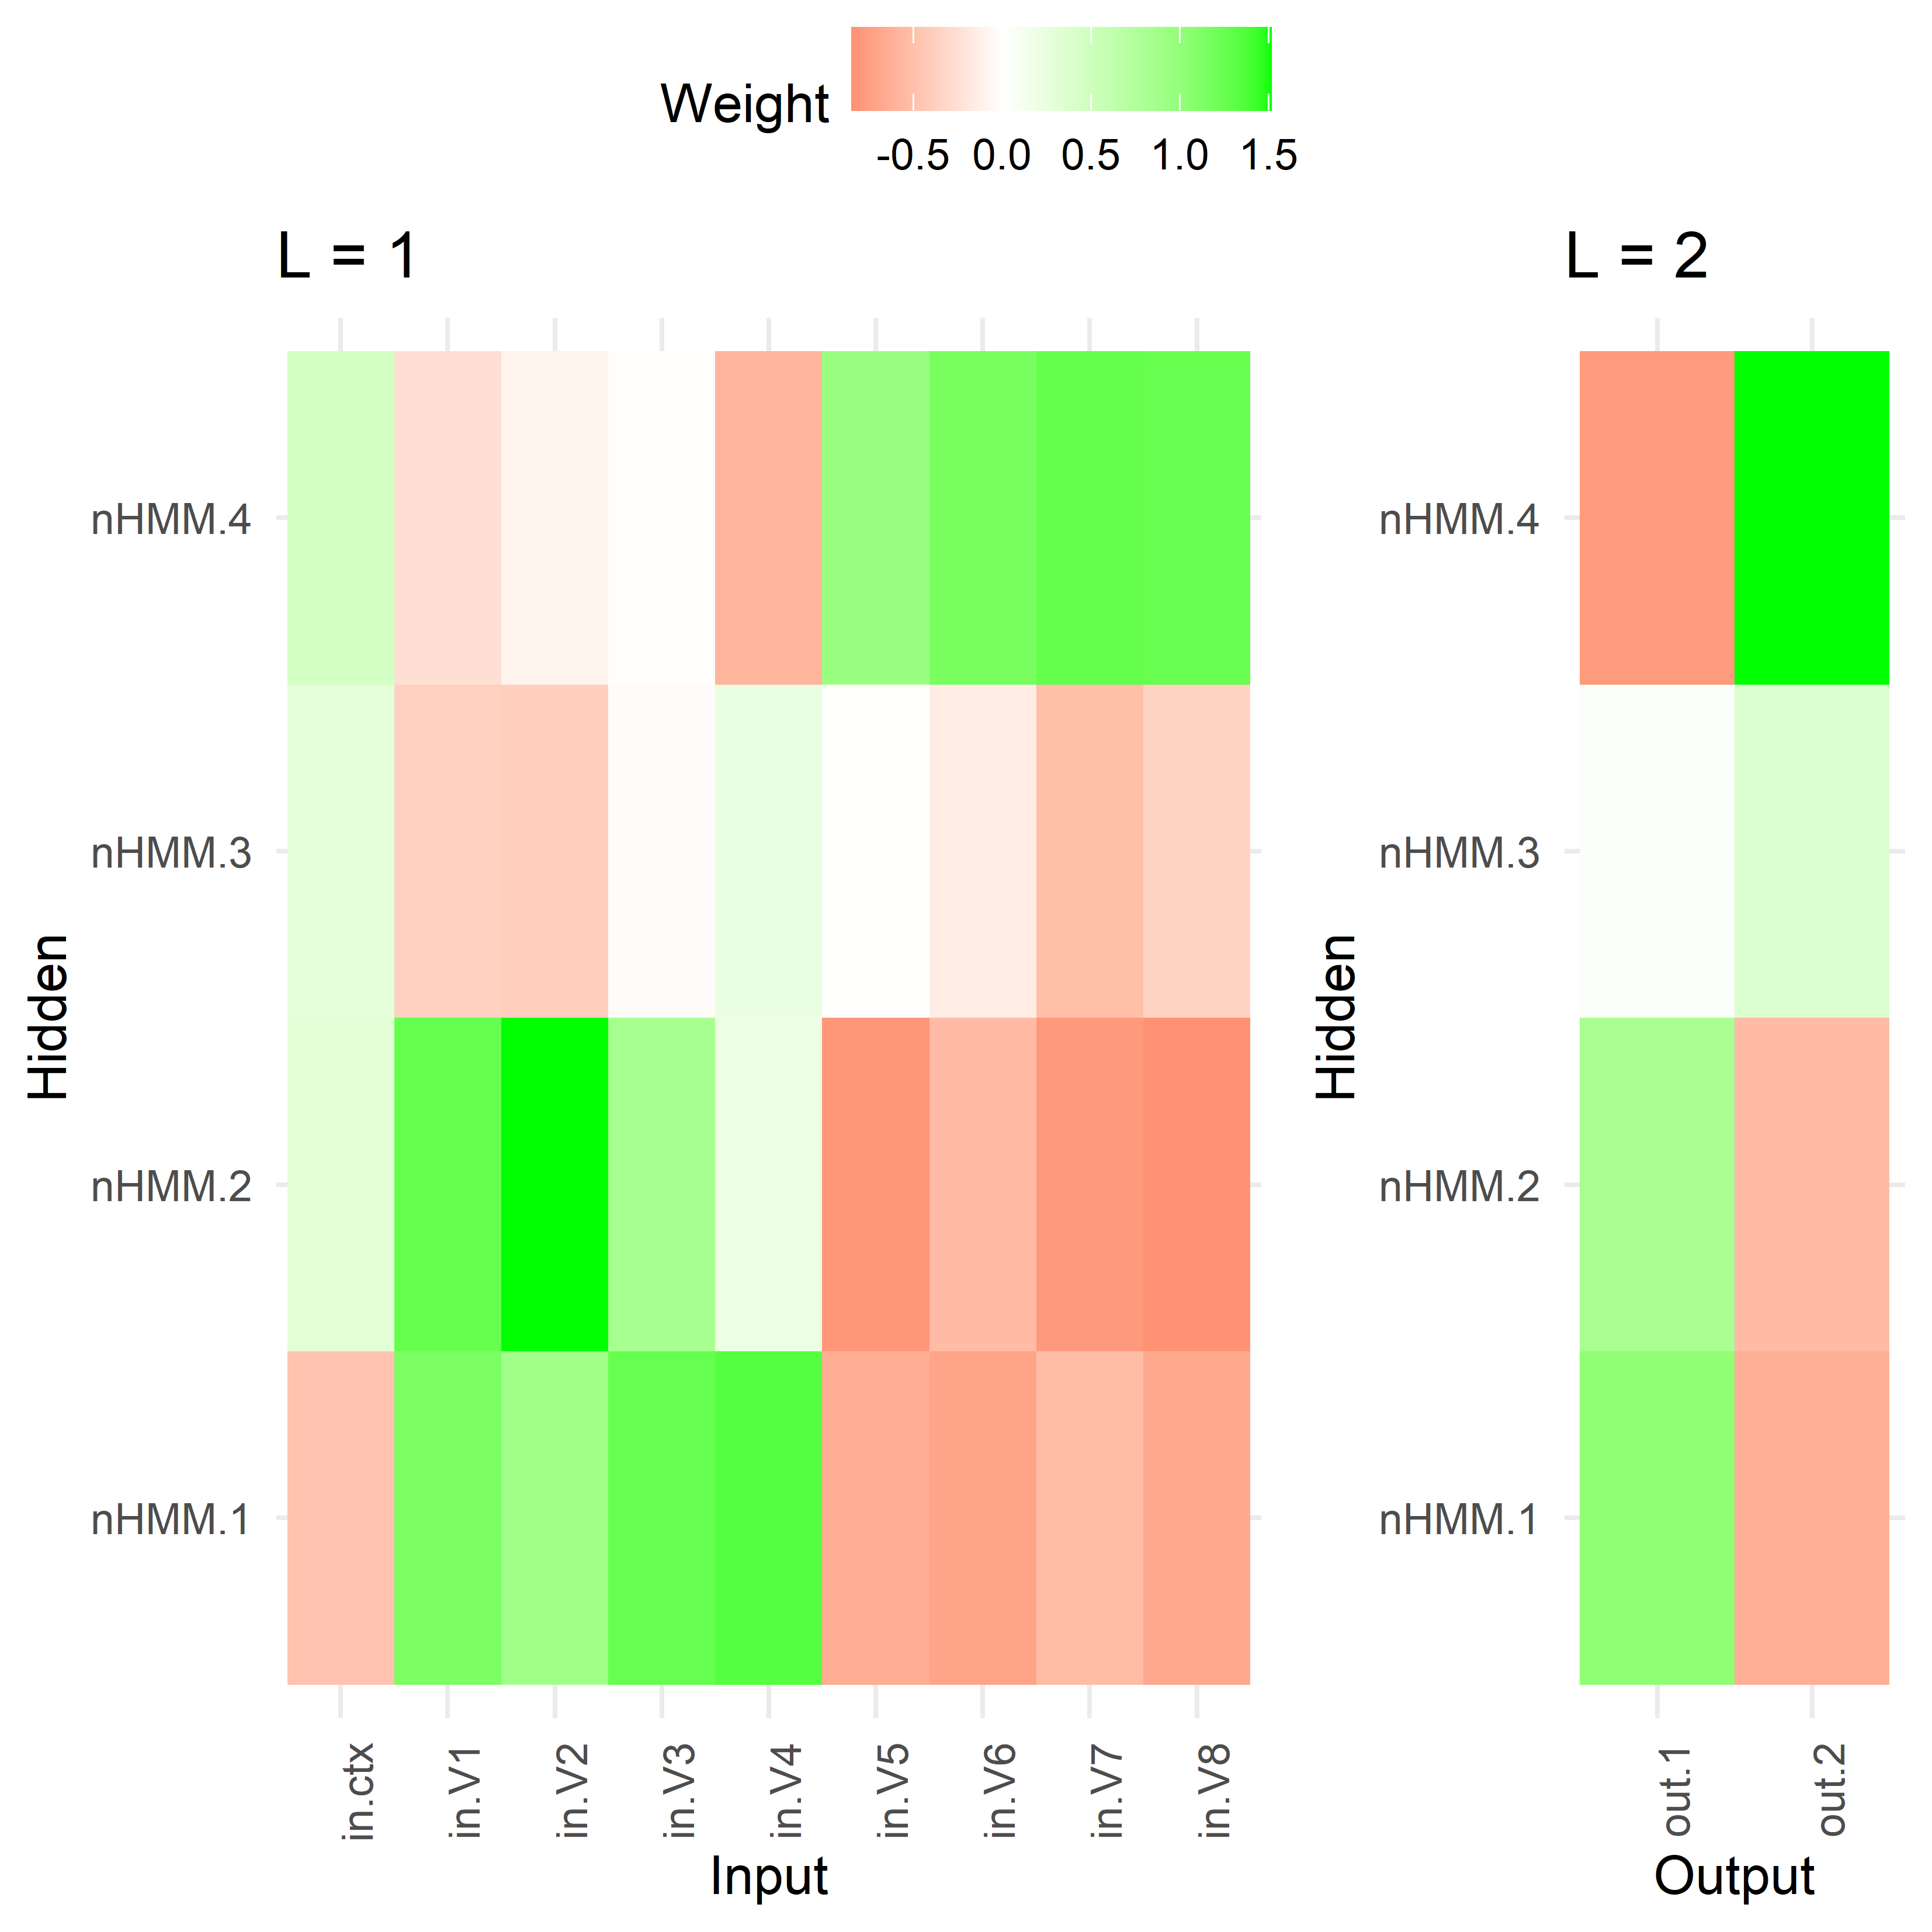 Weight
-0.5 0.0 0.5 1.0 1.5
L = 1
nHMM.4
nHMM.3
nHMM.2
nHMM.1
Hidden
in.ctx in.V1 in.V2 in.V3 in.V4 in.V5 in.V6 in.V7 in.V8
Input
L = 2
nHMM.4
nHMM.3
nHMM.2
nHMM.1
Hidden
out.1 out.2
Output